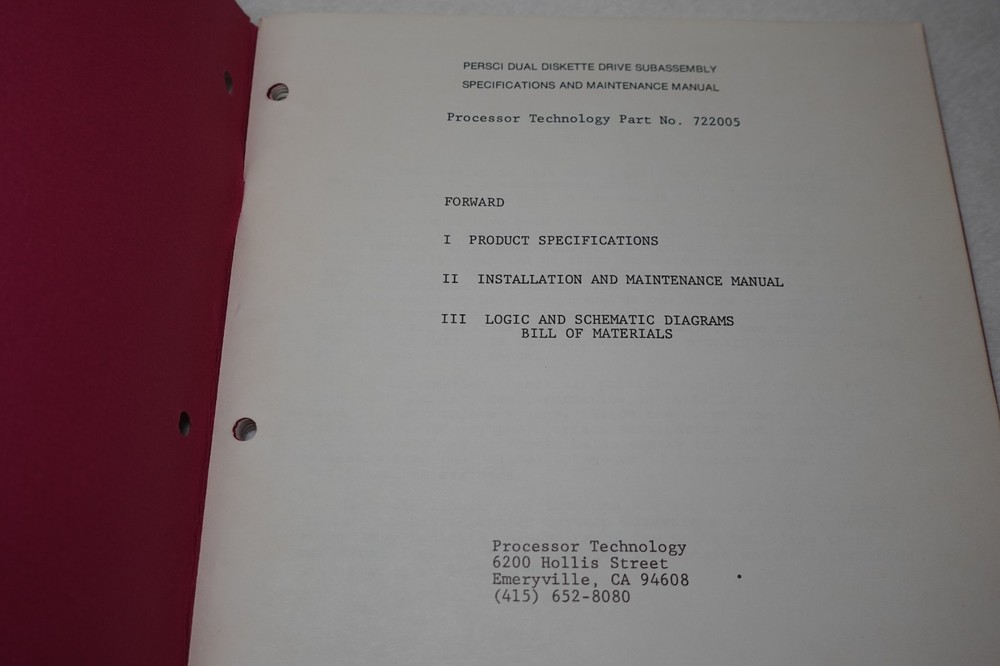 PERSCI DUAL DISKETTE DRIVE SUBASSEMBLY
SPECIFICATIONS AND MAINTENANCE MANUAL
Processor Technology Part No. 722005
FORWARD
I PRODUCT SPECIFICATIONS
II INSTALLATION AND MAINTENANCE MANUAL
III LOGIC AND SCHEMATIC DIAGRAMS
BILL OF MATERIALS
Processor Technology
6200 Hollis Street
Emeryville, CA 94608
(415) 652-8080